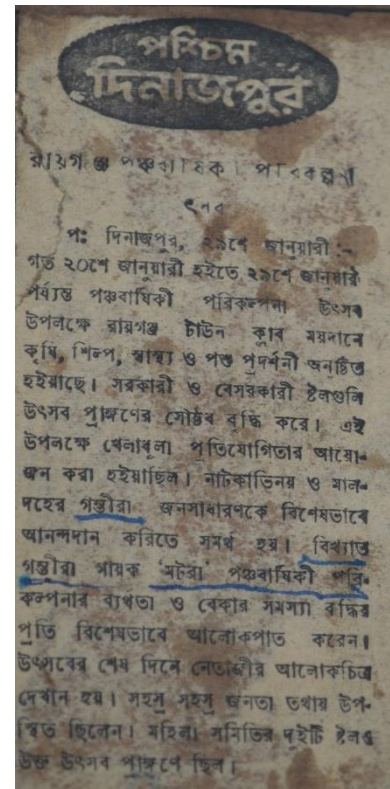 পশ্চিম
দিনাজপুর
রায়গঞ্জ পঞ্চবার্ষিকী পরিকল্পনা
উৎসব
পঃ দিনাজপুর, ২৯শে জানুয়ারী :-
গত ২০শে জানুয়ারী হইতে ২৯শে জানুয়ারী
পর্য্যন্ত পঞ্চবার্ষিকী পরিকল্পনা উৎসব
উপলক্ষে রায়গঞ্জ টাউন ক্লাব ময়দানে
কৃষি, শিল্প, স্বাস্থ্য ও পশু প্রদর্শনী অনুষ্ঠিত
হইয়াছে। সরকারী ও বেসরকারী ষ্টলগুলি
উৎসব প্রাঙ্গণের সৌষ্ঠব বৃদ্ধি করে। এই
উপলক্ষে খেলাধূলা প্রতিযোগিতার আয়ো-
জন করা হইয়াছিল। নাটকাভিনয় ও মাল-
দহের গম্ভীরা জনসাধারণকে বিশেষভাবে
আনন্দদান করিতে সমর্থ হয়। বিখ্যাত
গম্ভীরা গায়ক 'মটরা' পঞ্চবার্ষিকী পরি-
কল্পনার ব্যর্থতা ও বেকার সমস্যা বৃদ্ধির
প্রতি বিশেষভাবে আলোকপাত করেন।
উৎসবের শেষ দিনে নেতাজীর আলোকচিত্র
দেখান হয়। সহস্র সহস্র জনতা তথায় উপ-
স্থিত ছিলেন। মহিলা সমিতির দুইটি ষ্টলও
উক্ত উৎসব প্রাঙ্গণে ছিল।